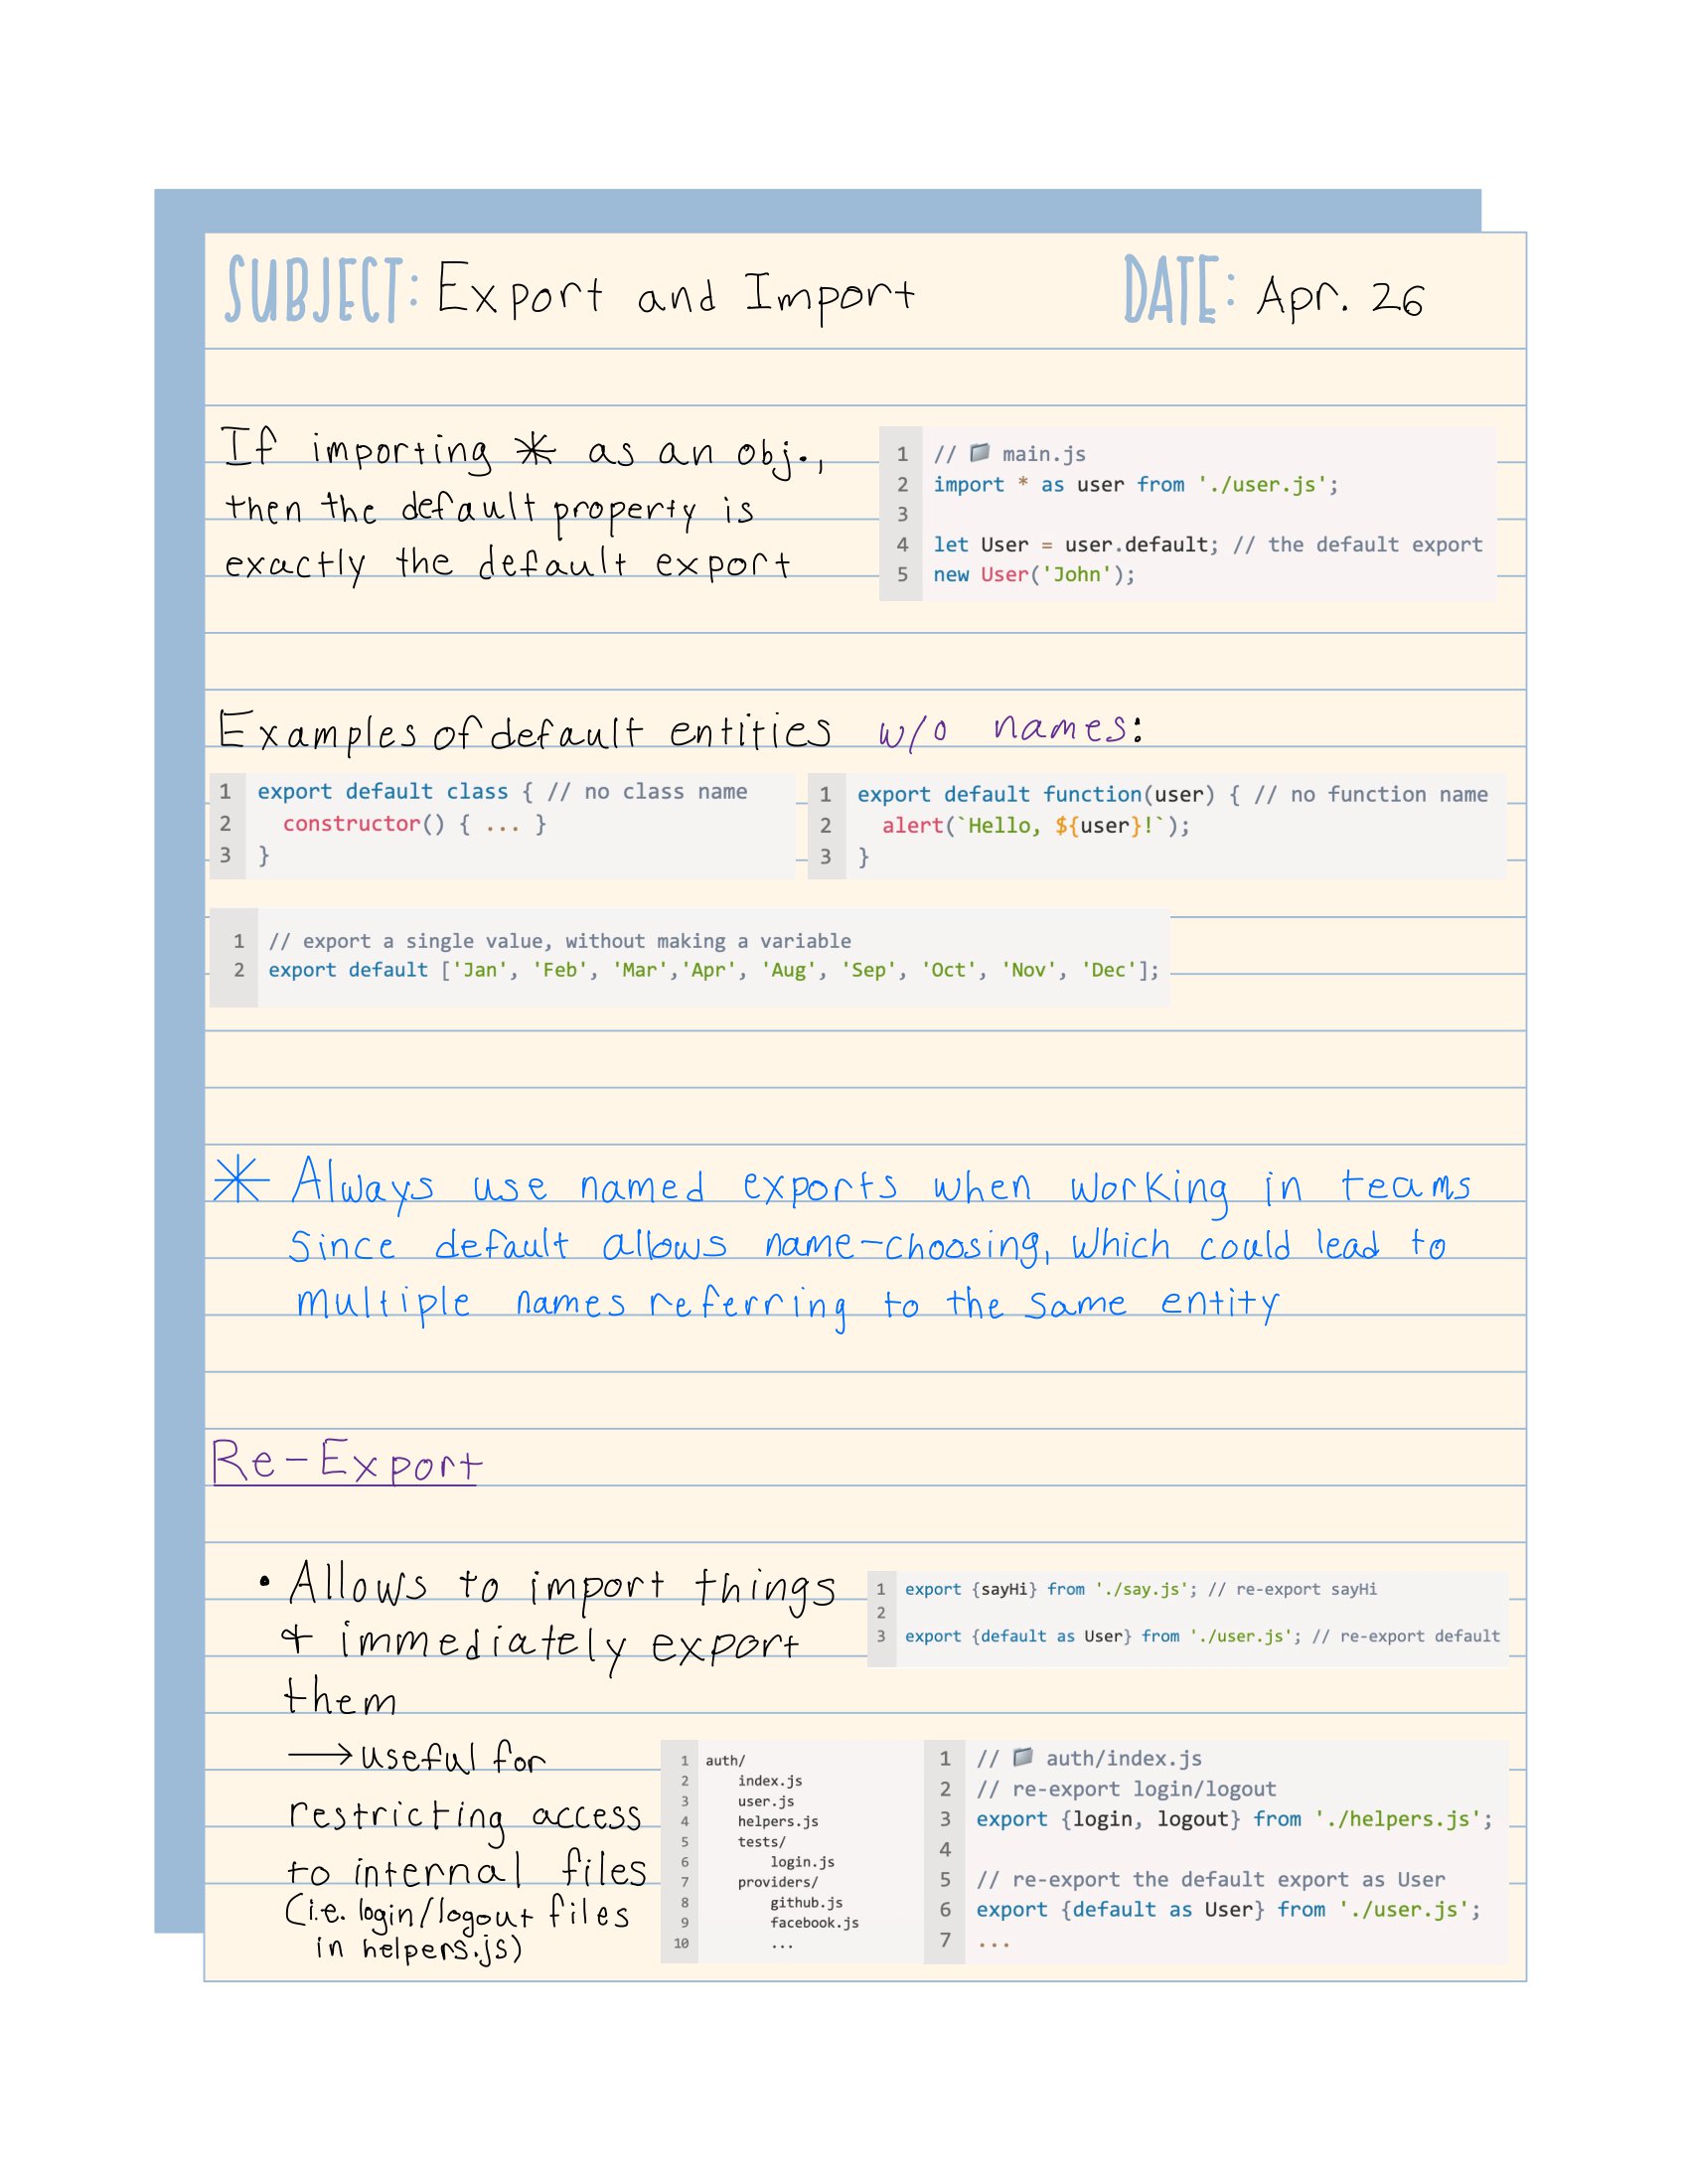 SUBJECT: Export and Import
DATE: Apr. 26
If importing * as an obj.,
then the default property is
exactly the default export
1 // 📁 main.js
2 import * as user from './user.js';
3
4 let User = user.default; // the default export
5 new User('John');
Examples of default entities w/o names:
1 export default class { // no class name
2   constructor() { ... }
3 }
1 export default function(user) { // no function name
2   alert(`Hello, ${user}!`);
3 }
1 // export a single value, without making a variable
2 export default ['Jan', 'Feb', 'Mar','Apr', 'Aug', 'Sep', 'Oct', 'Nov', 'Dec'];
* Always use named exports when working in teams
since default allows name-choosing, which could lead to
multiple names referring to the same entity
Re-Export
• Allows to import things
& immediately export
them
1 export {sayHi} from './say.js'; // re-export sayHi
2
3 export {default as User} from './user.js'; // re-export default
→ useful for
restricting access
to internal files
(i.e. login/logout files
in helpers.js)
1 auth/
2     index.js
3     user.js
4     helpers.js
5     tests/
6         login.js
7     providers/
8         github.js
9         facebook.js
10         ...
1 // 📁 auth/index.js
2 // re-export login/logout
3 export {login, logout} from './helpers.js';
4
5 // re-export the default export as User
6 export {default as User} from './user.js';
7 ...